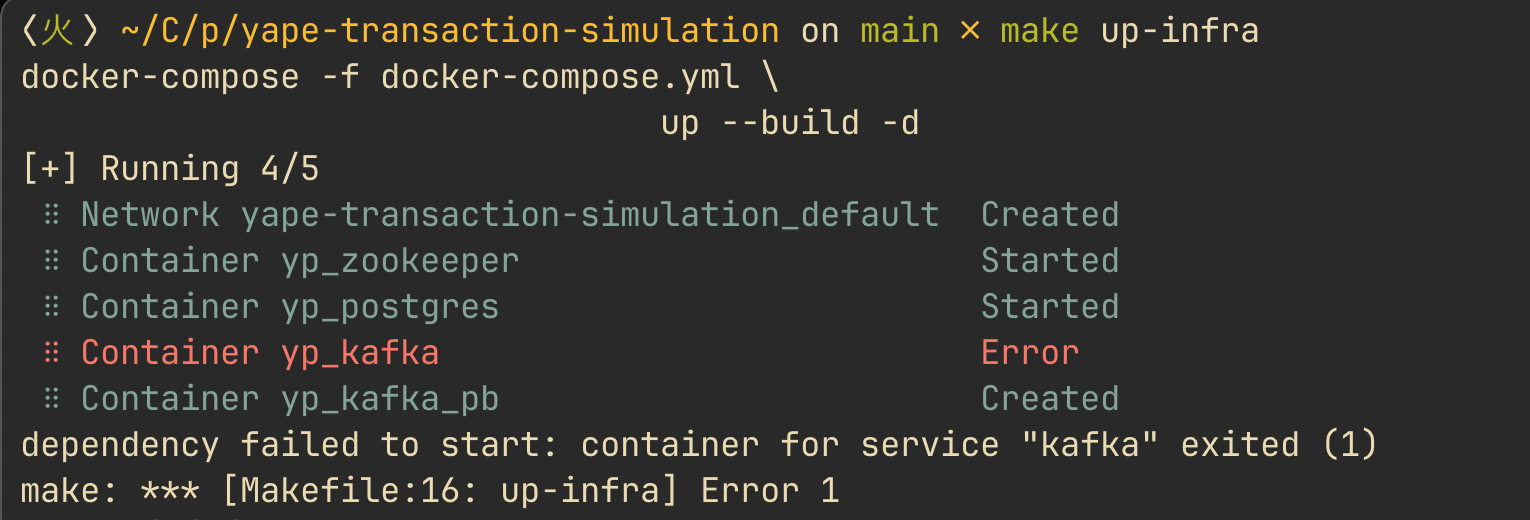 〈火〉 ~/C/p/yape-transaction-simulation on main × make up-infra
docker-compose -f docker-compose.yml \
up --build -d
[+] Running 4/5
⠿ Network yape-transaction-simulation_default Created
⠿ Container yp_zookeeper Started
⠿ Container yp_postgres Started
⠿ Container yp_kafka Error
⠿ Container yp_kafka_pb Created
dependency failed to start: container for service "kafka" exited (1)
make: *** [Makefile:16: up-infra] Error 1